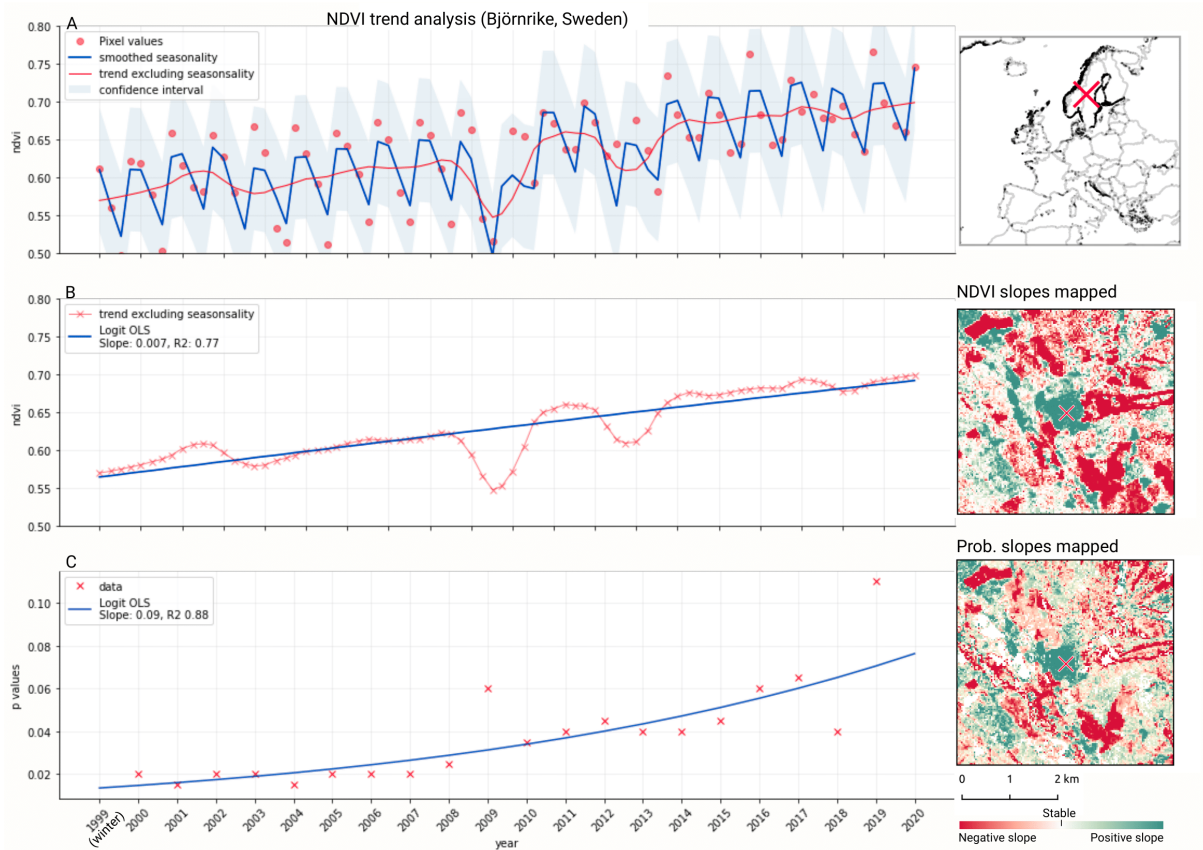 NDVI trend analysis (Björnrike, Sweden)
A
Pixel values
smoothed seasonality
trend excluding seasonsality
confidence interval
0.80
0.75
0.70
0.65
0.60
0.55
0.50
ndvi
B
trend excluding seasonsality
Logit OLS
Slope: 0.007, R2: 0.77
0.80
0.75
0.70
0.65
0.60
0.55
0.50
ndvi
NDVI slopes mapped
C
data
Logit OLS
Slope: 0.09, R2 0.88
0.10
0.08
0.06
0.04
0.02
p values
1999
(winter)
2000
2001
2002
2003
2004
2005
2006
2007
2008
2009
2010
2011
2012
2013
2014
2015
2016
2017
2018
2019
2020
year
Prob. slopes mapped
0 1 2 km
Stable
Negative slope Positive slope